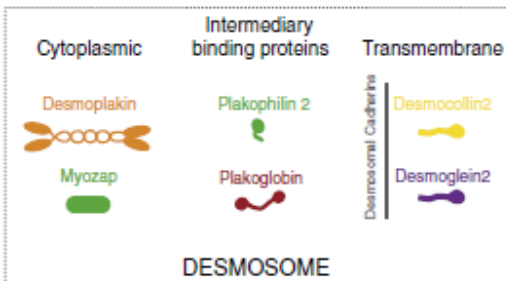 Cytoplasmic
Intermediary
binding proteins
Transmembrane
Desmoplakin
Myozap
Plakophilin 2
Plakoglobin
Desmosomal Cadherins
Desmocollin2
Desmoglein2
DESMOSOME